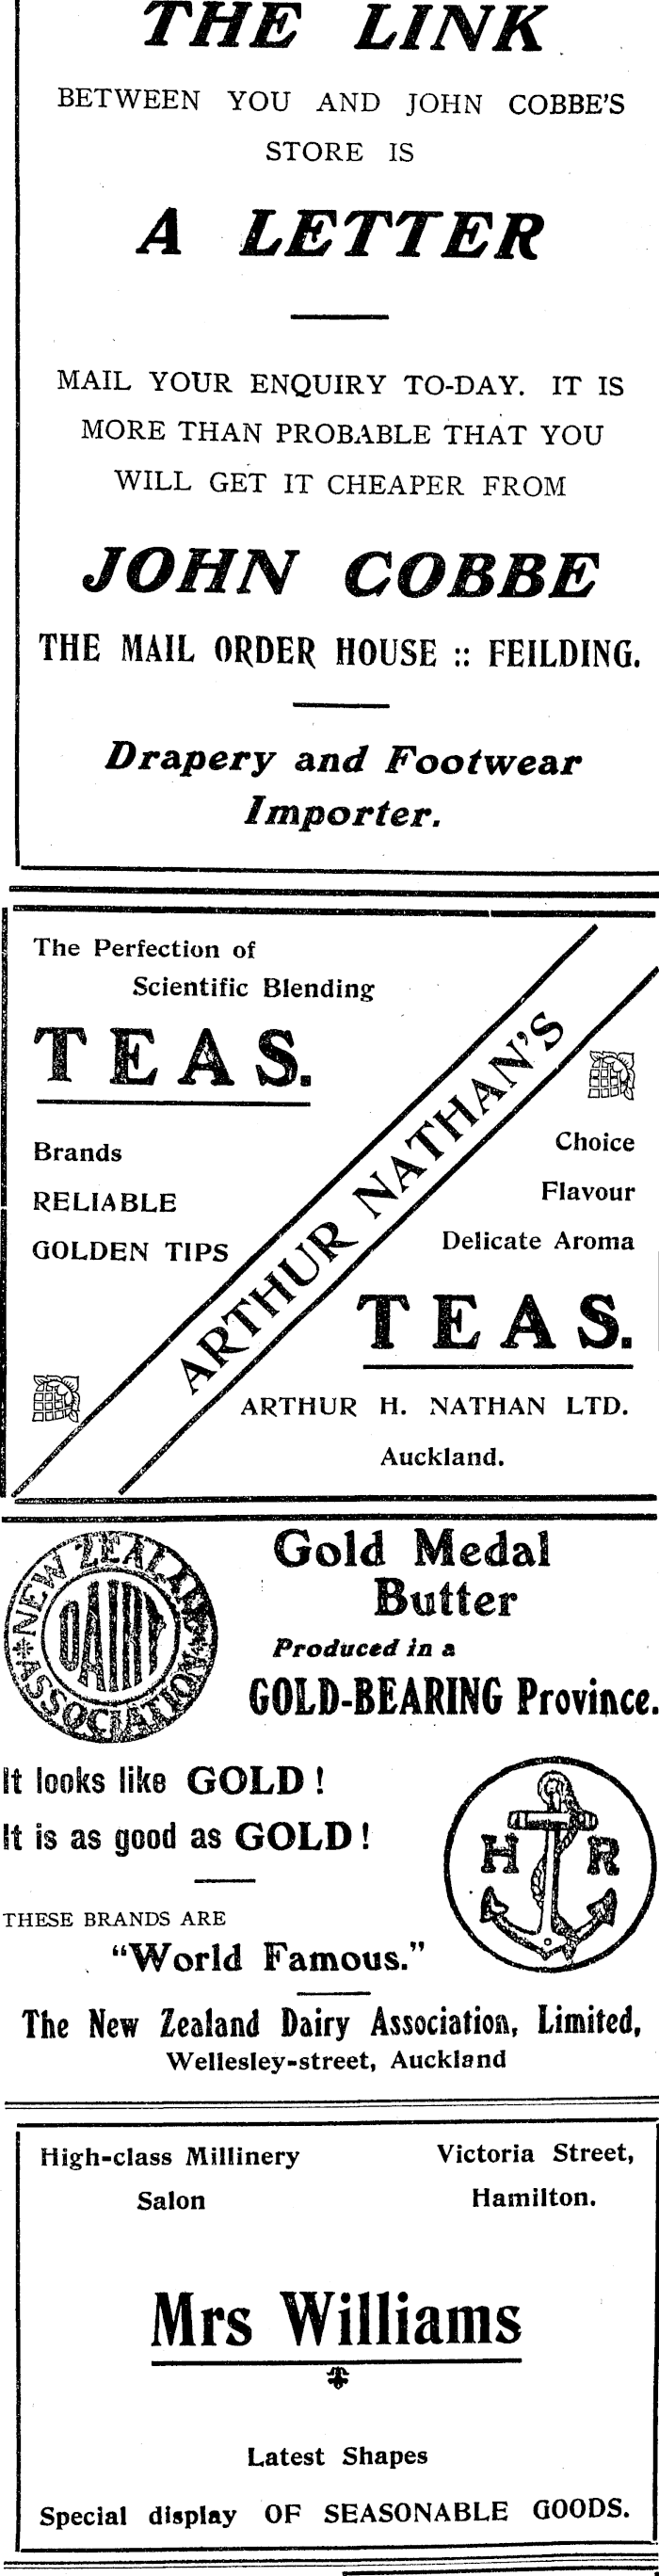 THE LINK
BETWEEN YOU AND JOHN COBBE'S
STORE IS
A LETTER
MAIL YOUR ENQUIRY TO-DAY. IT IS
MORE THAN PROBABLE THAT YOU
WILL GET IT CHEAPER FROM
JOHN COBBE
THE MAIL ORDER HOUSE :: FEILDING.
Drapery and Footwear
Importer.
The Perfection of
Scientific Blending
TEAS.
Brands
RELIABLE
GOLDEN TIPS
ARTHUR NATHAN'S
Choice
Flavour
Delicate Aroma
TEAS.
ARTHUR H. NATHAN LTD.
Auckland.
NEW ZEALAND
DAIRY
ASSOCIATION
Gold Medal
Butter
Produced in a
GOLD-BEARING Province.
It looks like GOLD!
It is as good as GOLD!
H R
THESE BRANDS ARE
"World Famous."
The New Zealand Dairy Association, Limited,
Wellesley-street, Auckland
High-class Millinery
Salon
Victoria Street,
Hamilton.
Mrs Williams
Latest Shapes
Special display OF SEASONABLE GOODS.